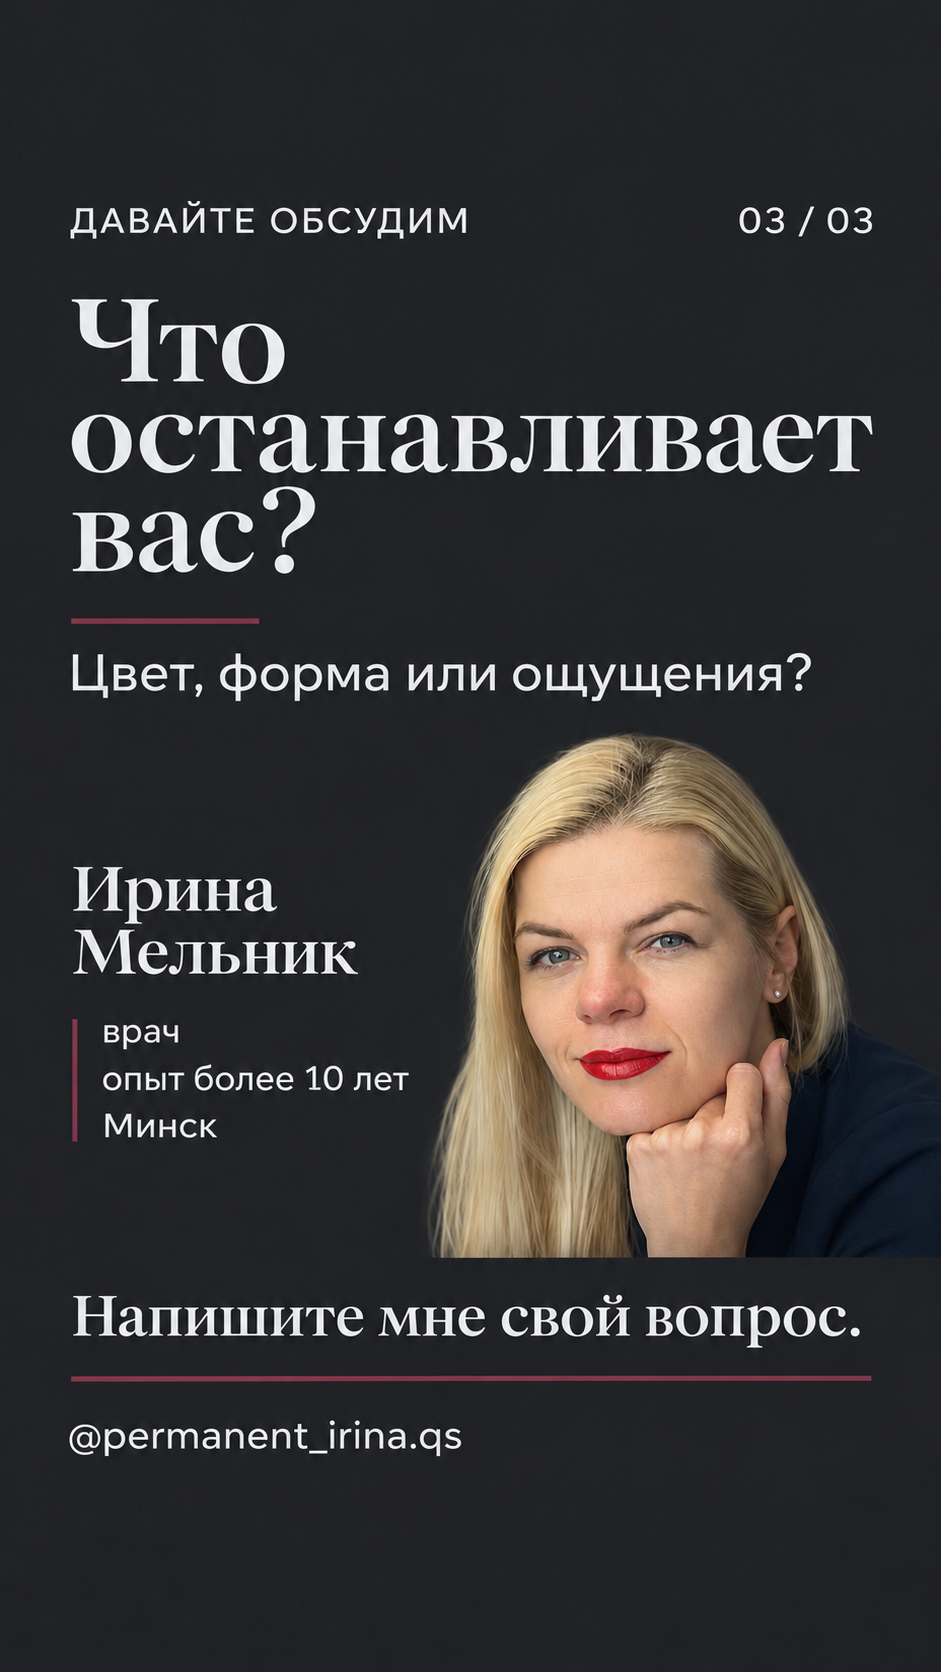 ДАВАЙТЕ ОБСУДИМ
03 / 03
Что
останавливает
вас?
Цвет, форма или ощущения?
Ирина
Мельник
врач
опыт более 10 лет
Минск
Напишите мне свой вопрос.
@permanent_irina.qs